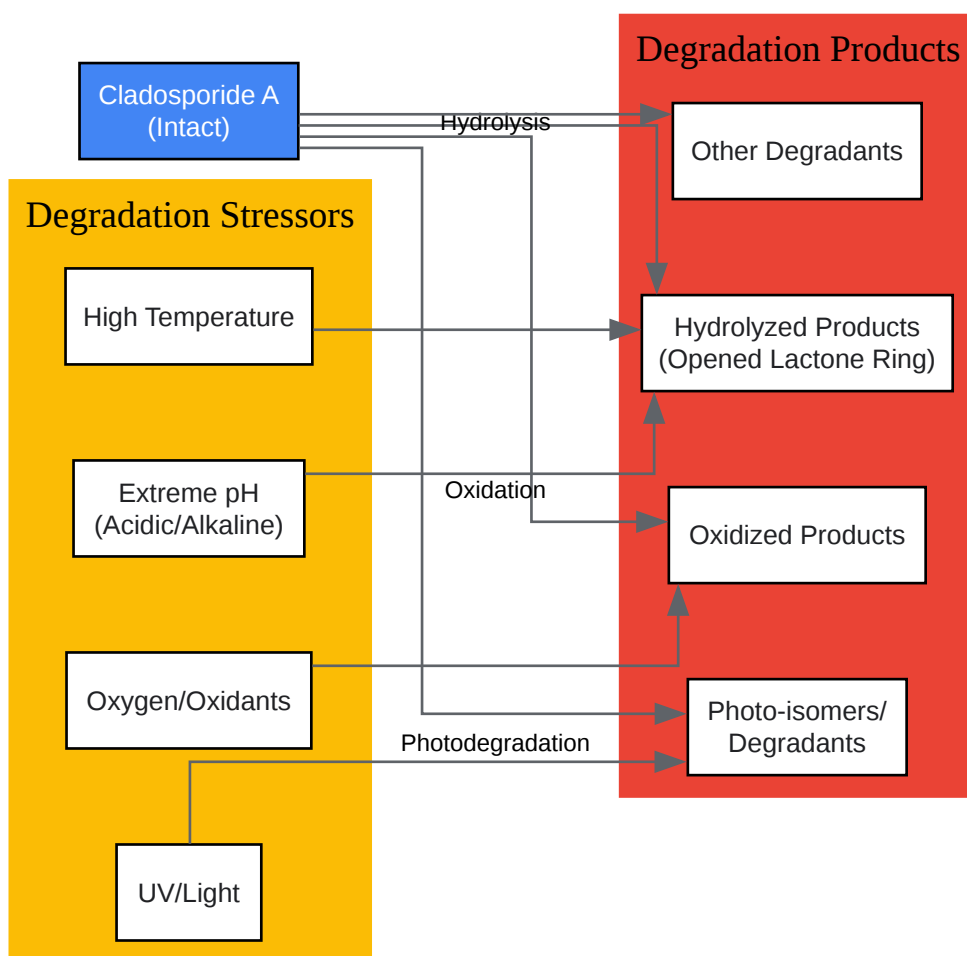 Degradation Products
Cladosporide A
(Intact)
Hydrolysis
Other Degradants
Degradation Stressors
High Temperature
Hydrolyzed Products
(Opened Lactone Ring)
Extreme pH
(Acidic/Alkaline)
Oxidation
Oxidized Products
Oxygen/Oxidants
Photo-isomers/
Degradants
Photodegradation
UV/Light